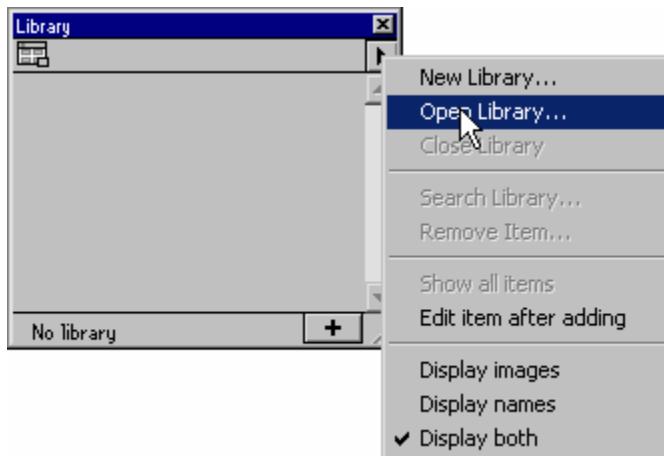 Library
New Library...
Open Library...
Close Library
Search Library...
Remove Item...
Show all items
Edit item after adding
No library
Display images
Display names
Display both